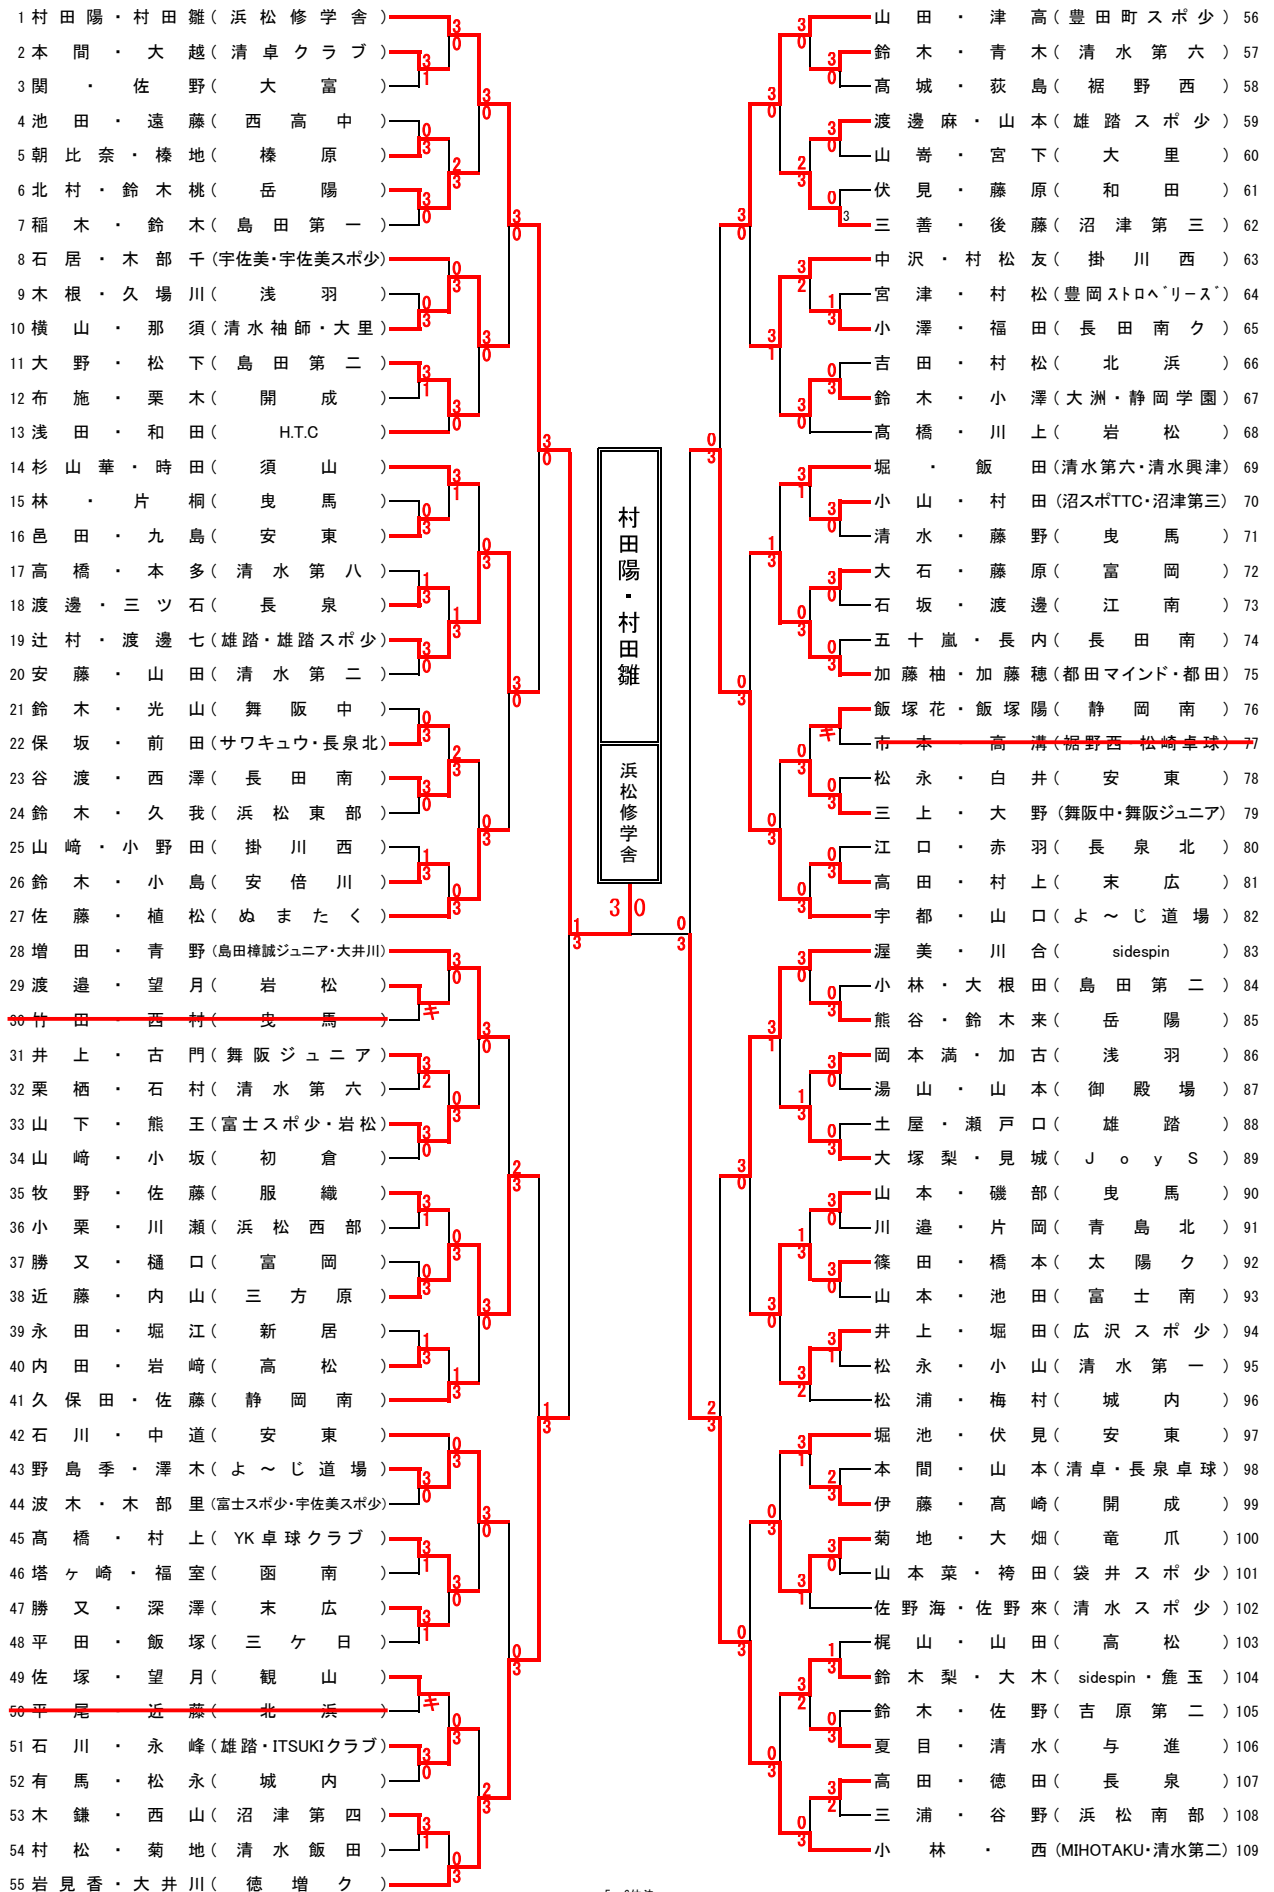 1 村田陽・村田雛(浜松修学舎)
2 本間・大越(清卓クラブ)
3 関・佐野(大富)
4 池田・遠藤(西高中)
5 朝比奈・榛地(榛原)
6 北村・鈴木桃(岳陽)
7 稲木・鈴木(島田第一)
8 石居・木部千(宇佐美・宇佐美スポ少)
9 木根・久場川(浅羽)
10 横山・那須(清水袖師・大里)
11 大野・松下(島田第二)
12 布施・栗木(開成)
13 浅田・和田(H.T.C)
14 杉山華・時田(須山)
15 林・片桐(曳馬)
16 邑田・九島(安東)
17 高橋・本多(清水第八)
18 渡邊・三ツ石(長泉)
19 辻村・渡邊七(雄踏・雄踏スポ少)
20 安藤・山田(清水第二)
21 鈴木・光山(舞阪中)
22 保坂・前田(サワキュウ・長泉北)
23 谷渡・西澤(長田南)
24 鈴木・久我(浜松東部)
25 山﨑・小野田(掛川西)
26 鈴木・小島(安倍川)
27 佐藤・植松(ぬまたく)
28 増田・青野(島田樟誠ジュニア・大井川)
29 渡邉・望月(岩松)
30 竹田・西村(曳馬)
31 井上・古門(舞阪ジュニア)
32 栗栖・石村(清水第六)
33 山下・熊王(富士スポ少・岩松)
34 山﨑・小坂(初倉)
35 牧野・佐藤(服織)
36 小栗・川瀬(浜松西部)
37 勝又・樋口(富岡)
38 近藤・内山(三方原)
39 永田・堀江(新居)
40 内田・岩﨑(高松)
41 久保田・佐藤(静岡南)
42 石川・中道(安東)
43 野島季・澤木(よ～じ道場)
44 波木・木部里(富士スポ少・宇佐美スポ少)
45 髙橋・村上(YK卓球クラブ)
46 塔ヶ崎・福室(函南)
47 勝又・深澤(末広)
48 平田・飯塚(三ケ日)
49 佐塚・望月(観山)
50 平尾・近藤(北浜)
51 石川・永峰(雄踏・ITSUKIクラブ)
52 有馬・松永(城内)
53 木鎌・西山(沼津第四)
54 村松・菊地(清水飯田)
55 岩見香・大井川(徳増ク)
村田陽・村田雛
浜松修学舎
3 0
山田・津高(豊田町スポ少) 56
鈴木・青木(清水第六) 57
髙城・荻島(裾野西) 58
渡邊麻・山本(雄踏スポ少) 59
山嵜・宮下(大里) 60
伏見・藤原(和田) 61
三善・後藤(沼津第三) 62
中沢・村松友(掛川西) 63
宮津・村松(豊岡ストロベリーズ) 64
小澤・福田(長田南ク) 65
吉田・村松(北浜) 66
鈴木・小澤(大洲・静岡学園) 67
髙橋・川上(岩松) 68
堀・飯田(清水第六・清水興津) 69
小山・村田(沼スポTTC・沼津第三) 70
清水・藤野(曳馬) 71
大石・藤原(富岡) 72
石坂・渡邊(江南) 73
五十嵐・長内(長田南) 74
加藤柚・加藤穂(都田マインド・都田) 75
飯塚花・飯塚陽(静岡南) 76
市本・高溝(裾野西・松崎卓球) 77
松永・白井(安東) 78
三上・大野(舞阪中・舞阪ジュニア) 79
江口・赤羽(長泉北) 80
高田・村上(末広) 81
宇都・山口(よ～じ道場) 82
渥美・川合(sidespin) 83
小林・大根田(島田第二) 84
熊谷・鈴木来(岳陽) 85
岡本満・加古(浅羽) 86
湯山・山本(御殿場) 87
土屋・瀬戸口(雄踏) 88
大塚梨・見城(JoyS) 89
山本・磯部(曳馬) 90
川邉・片岡(青島北) 91
篠田・橋本(太陽ク) 92
山本・池田(富士南) 93
井上・堀田(広沢スポ少) 94
松永・小山(清水第一) 95
松浦・梅村(城内) 96
堀池・伏見(安東) 97
本間・山本(清卓・長泉卓球) 98
伊藤・髙崎(開成) 99
菊地・大畑(竜爪) 100
山本菜・袴田(袋井スポ少) 101
佐野海・佐野來(清水スポ少) 102
梶山・山田(高松) 103
鈴木梨・大木(sidespin・麁玉) 104
鈴木・佐野(吉原第二) 105
夏目・清水(与進) 106
高田・徳田(長泉) 107
三浦・谷野(浜松南部) 108
小林・西(MIHOTAKU・清水第二) 109